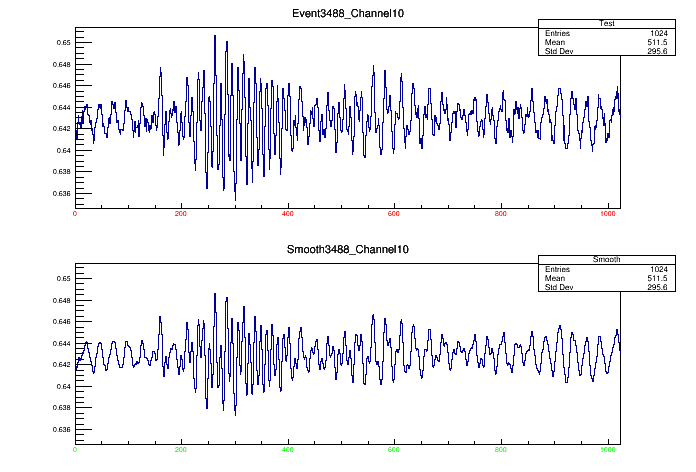 Event3488_Channel10
Test
Entries 1024
Mean 511.5
Std Dev 295.6
0.65
0.648
0.646
0.644
0.642
0.64
0.638
0.636
0 200 400 600 800 1000
Smooth3488_Channel10
Smooth
Entries 1024
Mean 511.5
Std Dev 295.6
0.65
0.648
0.646
0.644
0.642
0.64
0.638
0.636
0 200 400 600 800 1000